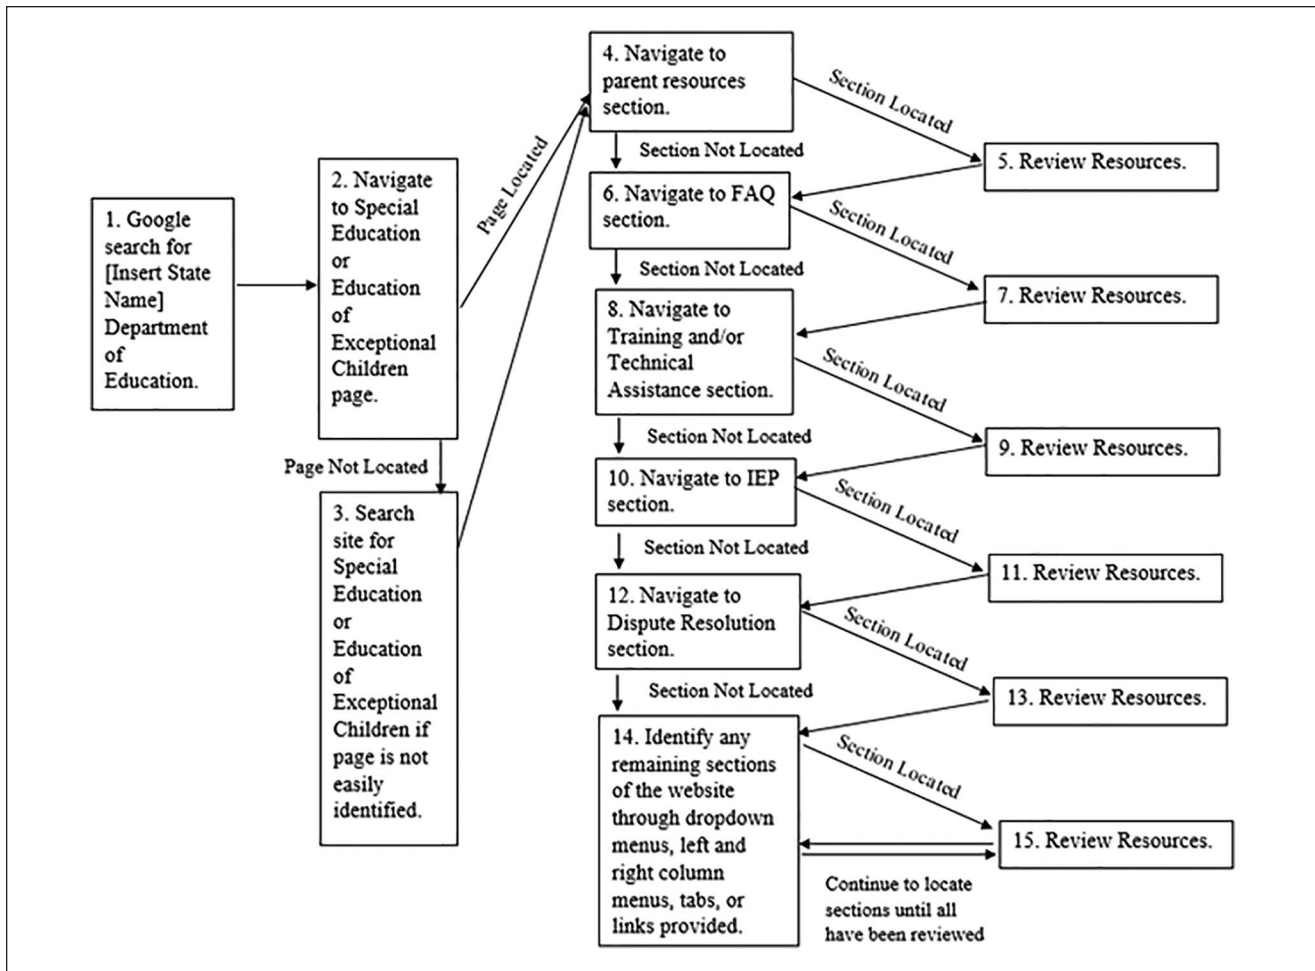 1. Google
search for
[Insert State
Name]
Department
of
Education.
2. Navigate
to Special
Education
or
Education
of
Exceptional
Children
page.
Page Located
Page Not Located
3. Search
site for
Special
Education
or
Education
of
Exceptional
Children if
page is not
easily
identified.
4. Navigate to
parent resources
section.
Section Located
Section Not Located
5. Review Resources.
6. Navigate to FAQ
section.
Section Located
Section Not Located
7. Review Resources.
8. Navigate to
Training and/or
Technical
Assistance section.
Section Located
Section Not Located
9. Review Resources.
10. Navigate to IEP
section.
Section Located
Section Not Located
11. Review Resources.
12. Navigate to
Dispute Resolution
section.
Section Located
Section Not Located
13. Review Resources.
14. Identify any
remaining sections
of the website
through dropdown
menus, left and
right column
menus, tabs, or
links provided.
Section Located
15. Review Resources.
Continue to locate
sections until all
have been reviewed